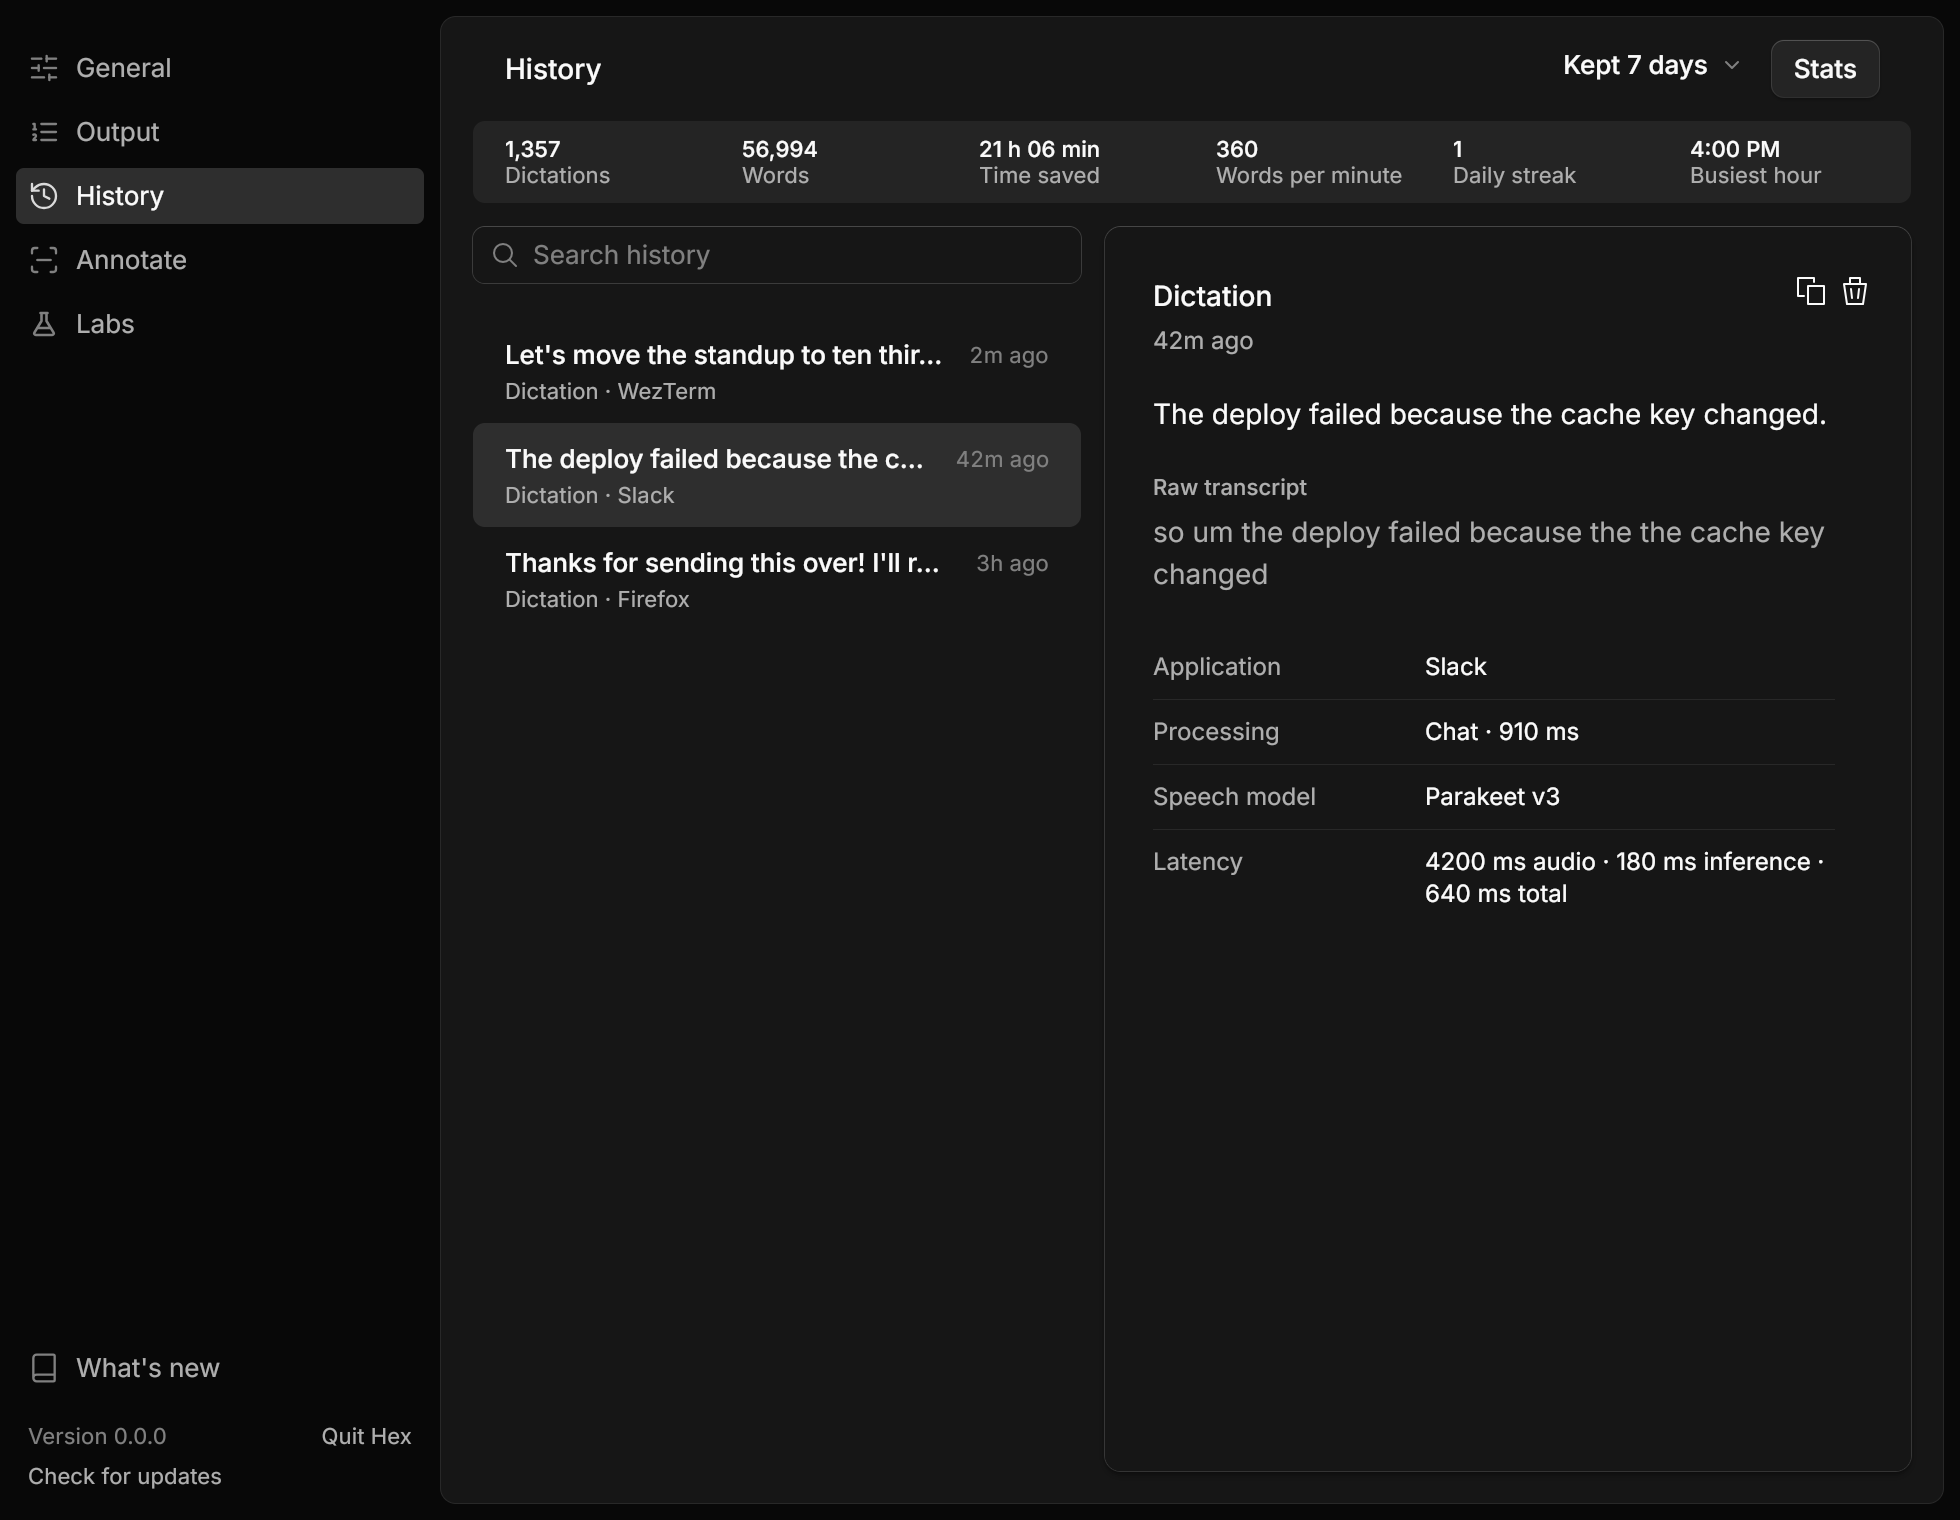 General
Output
History
Annotate
Labs
What's new
Version 0.0.0
Quit Hex
Check for updates
History
Kept 7 days
Stats
1,357
Dictations
56,994
Words
21 h 06 min
Time saved
360
Words per minute
1
Daily streak
4:00 PM
Busiest hour
Search history
Let's move the standup to ten thir...
2m ago
Dictation · WezTerm
The deploy failed because the c...
42m ago
Dictation · Slack
Thanks for sending this over! I'll r...
3h ago
Dictation · Firefox
Dictation
42m ago
The deploy failed because the cache key changed.
Raw transcript
so um the deploy failed because the the cache key
changed
Application
Slack
Processing
Chat · 910 ms
Speech model
Parakeet v3
Latency
4200 ms audio · 180 ms inference ·
640 ms total